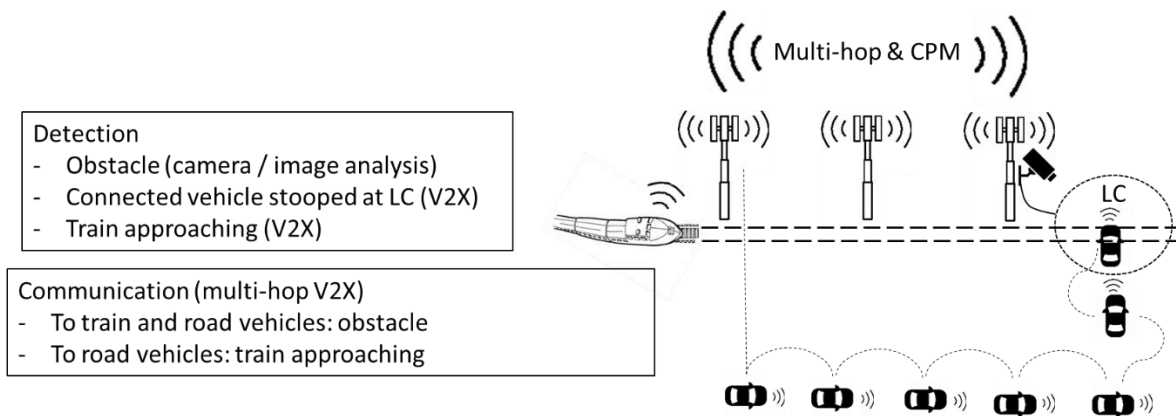 Multi-hop & CPM
Detection
- Obstacle (camera / image analysis)
- Connected vehicle stooped at LC (V2X)
- Train approaching (V2X)
LC
Communication (multi-hop V2X)
- To train and road vehicles: obstacle
- To road vehicles: train approaching